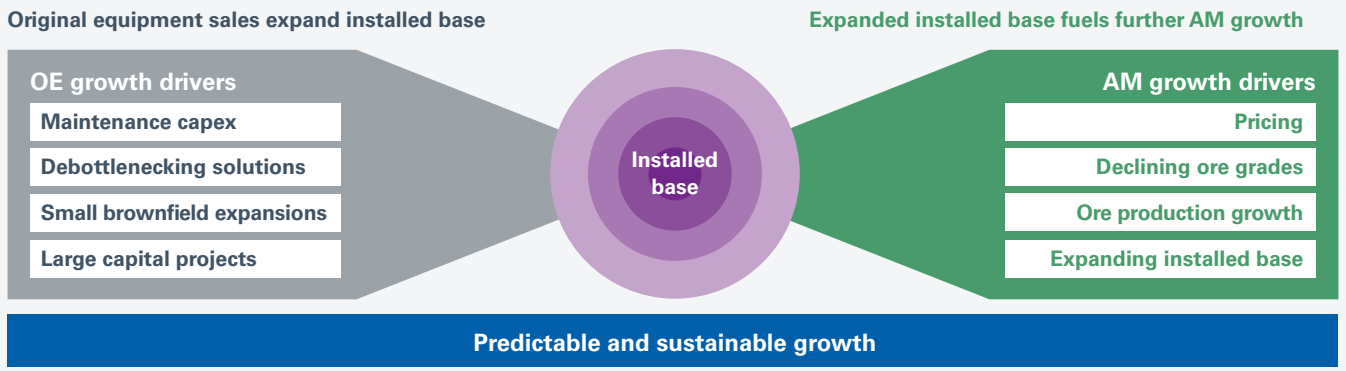 Original equipment sales expand installed base
Expanded installed base fuels further AM growth
OE growth drivers
Maintenance capex
Debottlenecking solutions
Small brownfield expansions
Large capital projects
Installed
base
AM growth drivers
Pricing
Declining ore grades
Ore production growth
Expanding installed base
Predictable and sustainable growth